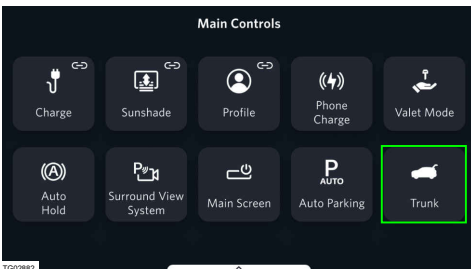 Main Controls
Charge
Sunshade
Profile
Phone
Charge
Valet Mode
(A)
Auto
Hold
P
Surround View
System
Main Screen
P
AUTO
Auto Parking
Trunk
TG02882